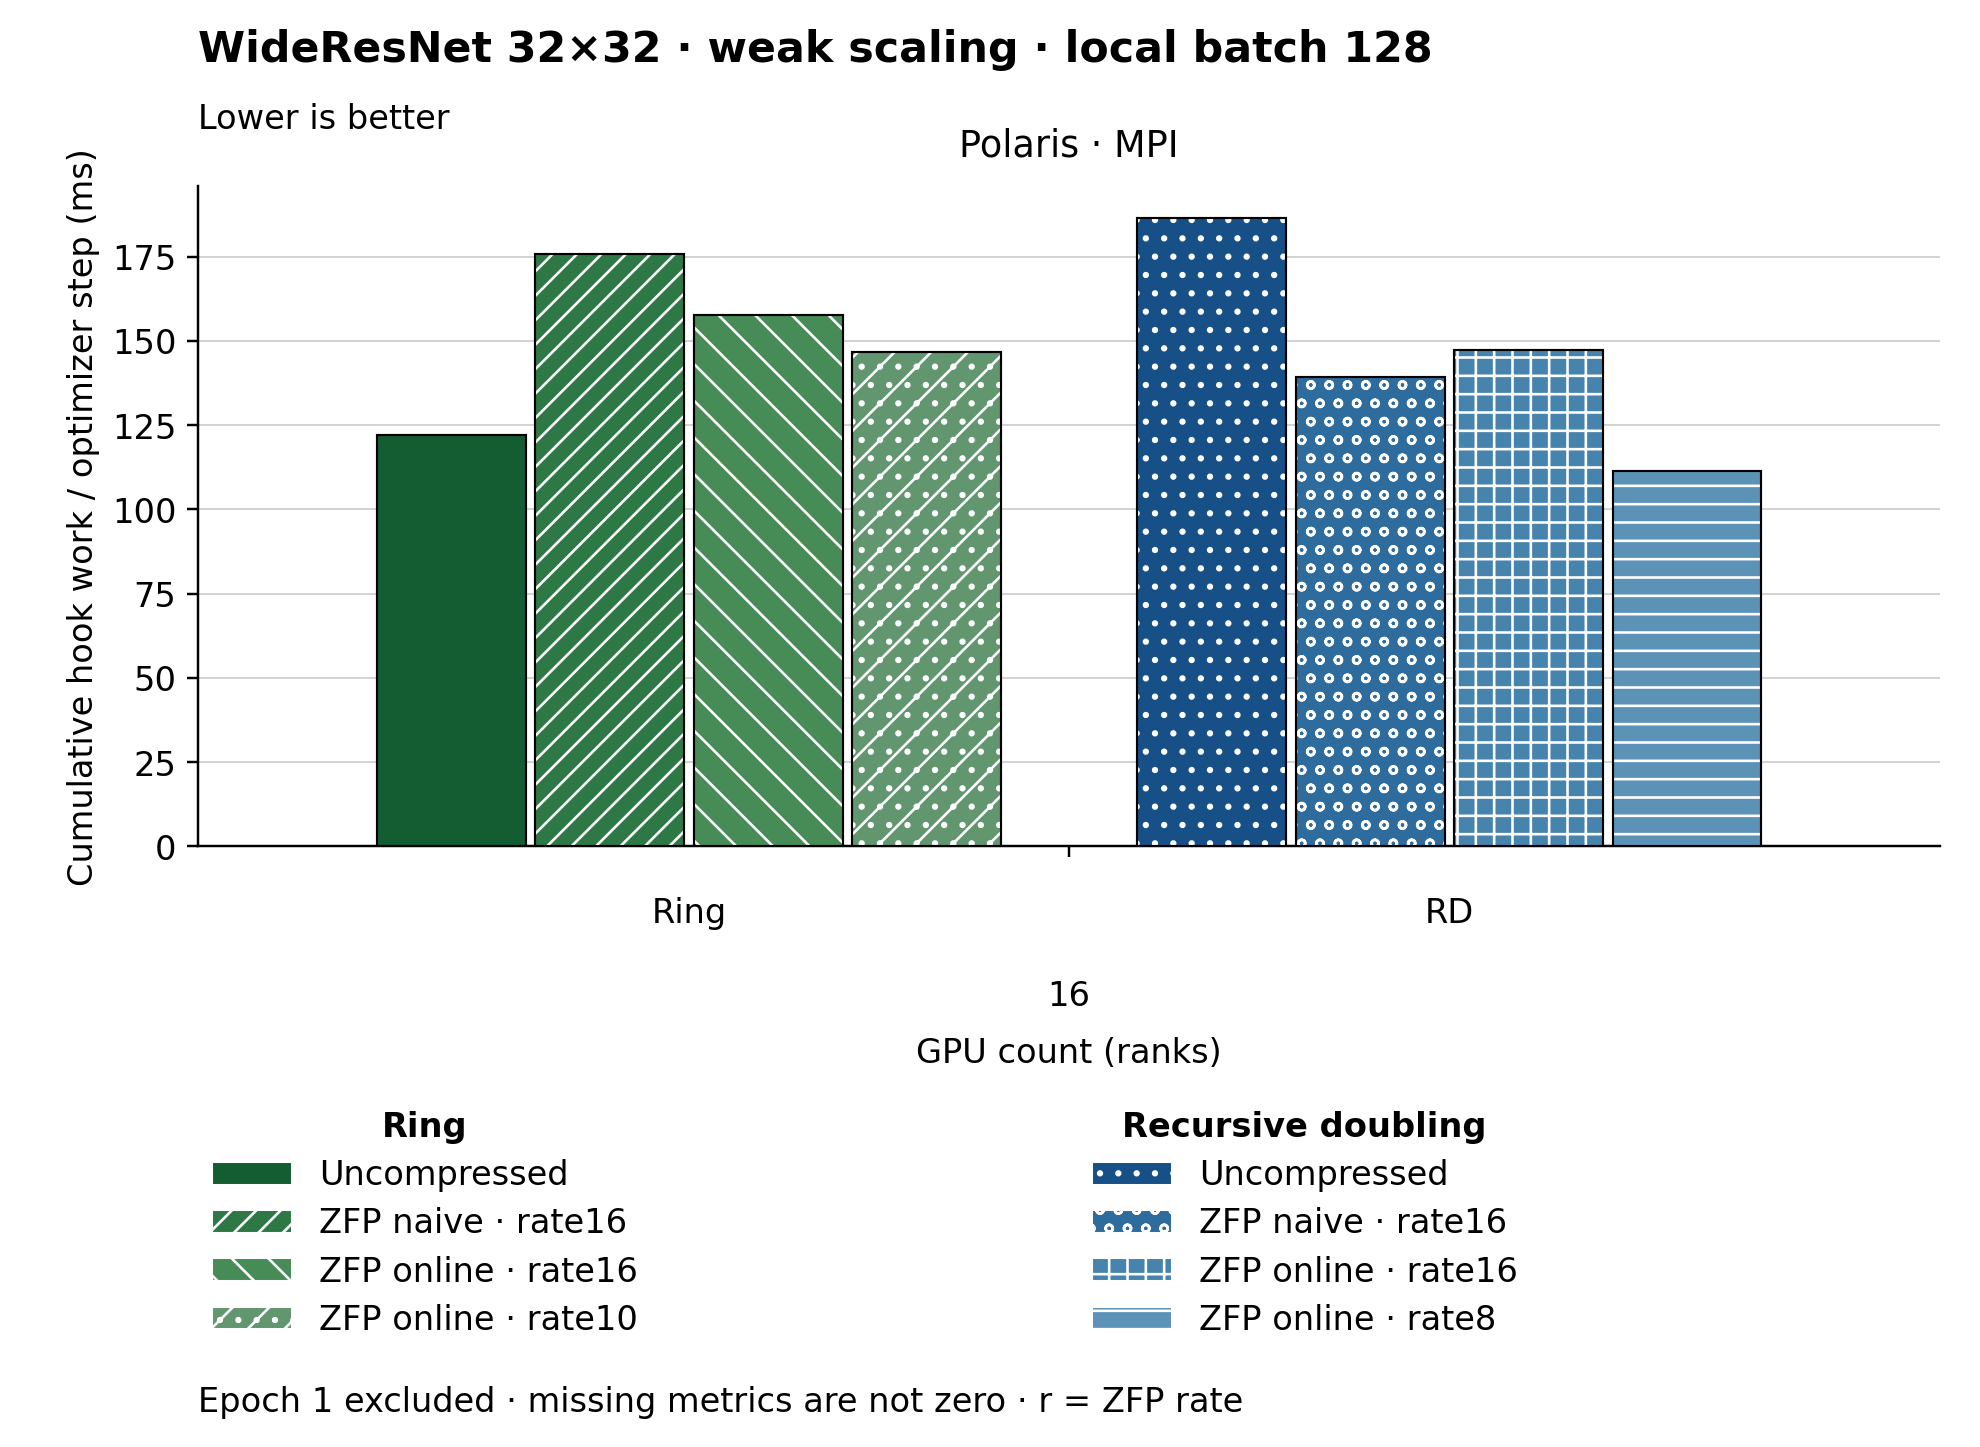 WideResNet 32×32 · weak scaling · local batch 128
Lower is better
Polaris · MPI
Cumulative hook work / optimizer step (ms)
175
150
125
100
75
50
25
0
Ring
RD
16
GPU count (ranks)
Ring
Uncompressed
ZFP naive · rate16
ZFP online · rate16
ZFP online · rate10
Recursive doubling
Uncompressed
ZFP naive · rate16
ZFP online · rate16
ZFP online · rate8
Epoch 1 excluded · missing metrics are not zero · r = ZFP rate